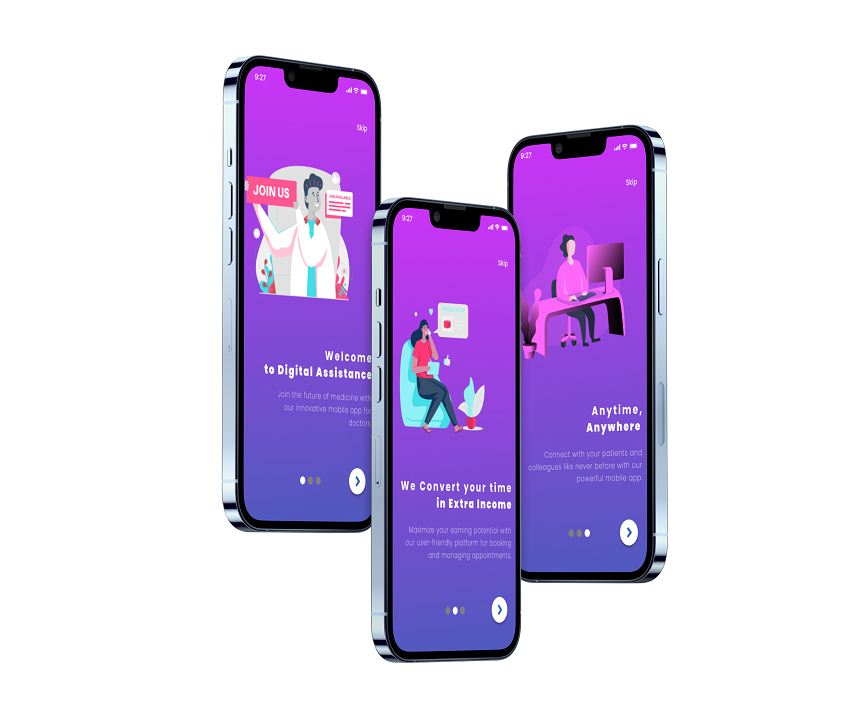 9:27
Skip
JOIN US
JOB AVAILABLE
Welcome
to Digital Assistance
Join the future of medicine with
our innovative mobile app for
doctors.
9:27
Skip
We Convert your time
in Extra Income
Maximize your earning potential with
our user-friendly platform for booking
and managing appointments.
9:27
Skip
Anytime,
Anywhere
Connect with your patients and
colleagues like never before with our
powerful mobile app.